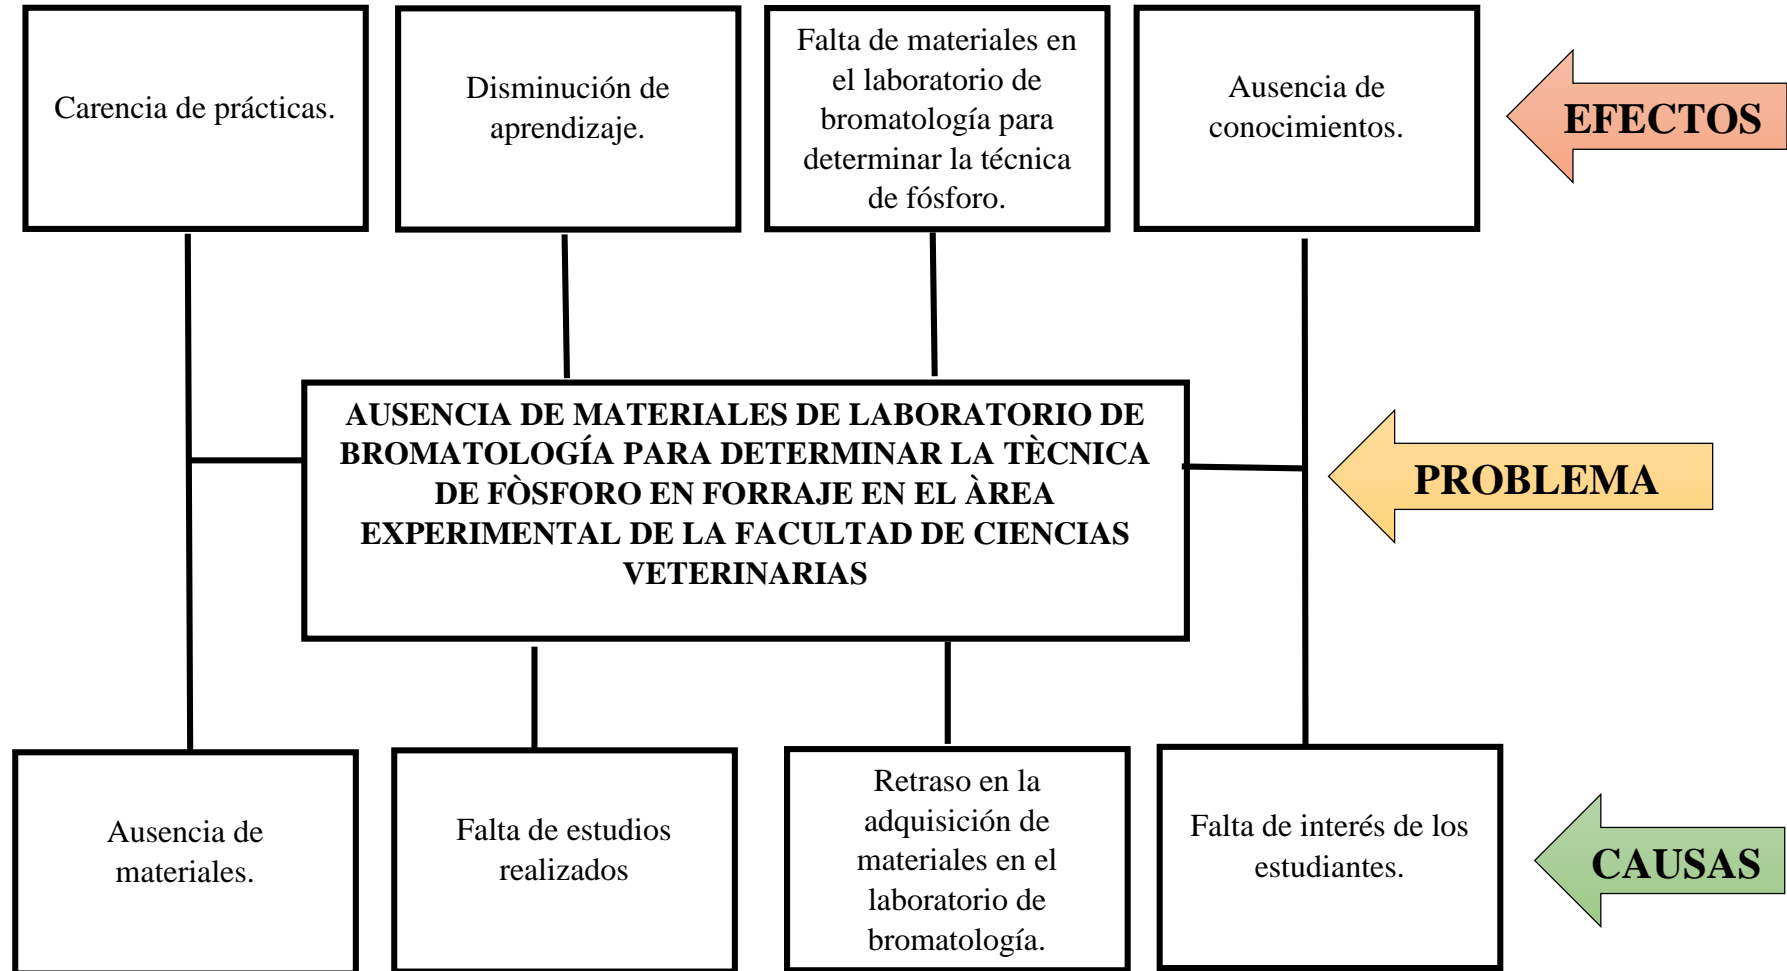 Carencia de prácticas.
Disminución de
aprendizaje.
Falta de materiales en
el laboratorio de
bromatología para
determinar la técnica
de fósforo.
Ausencia de
conocimientos.
EFECTOS
AUSENCIA DE MATERIALES DE LABORATORIO DE
BROMATOLOGÍA PARA DETERMINAR LA TÈCNICA
DE FÒSFORO EN FORRAJE EN EL ÀREA
EXPERIMENTAL DE LA FACULTAD DE CIENCIAS
VETERINARIAS
PROBLEMA
Ausencia de
materiales.
Falta de estudios
realizados
Retraso en la
adquisición de
materiales en el
laboratorio de
bromatología.
Falta de interés de los
estudiantes.
CAUSAS